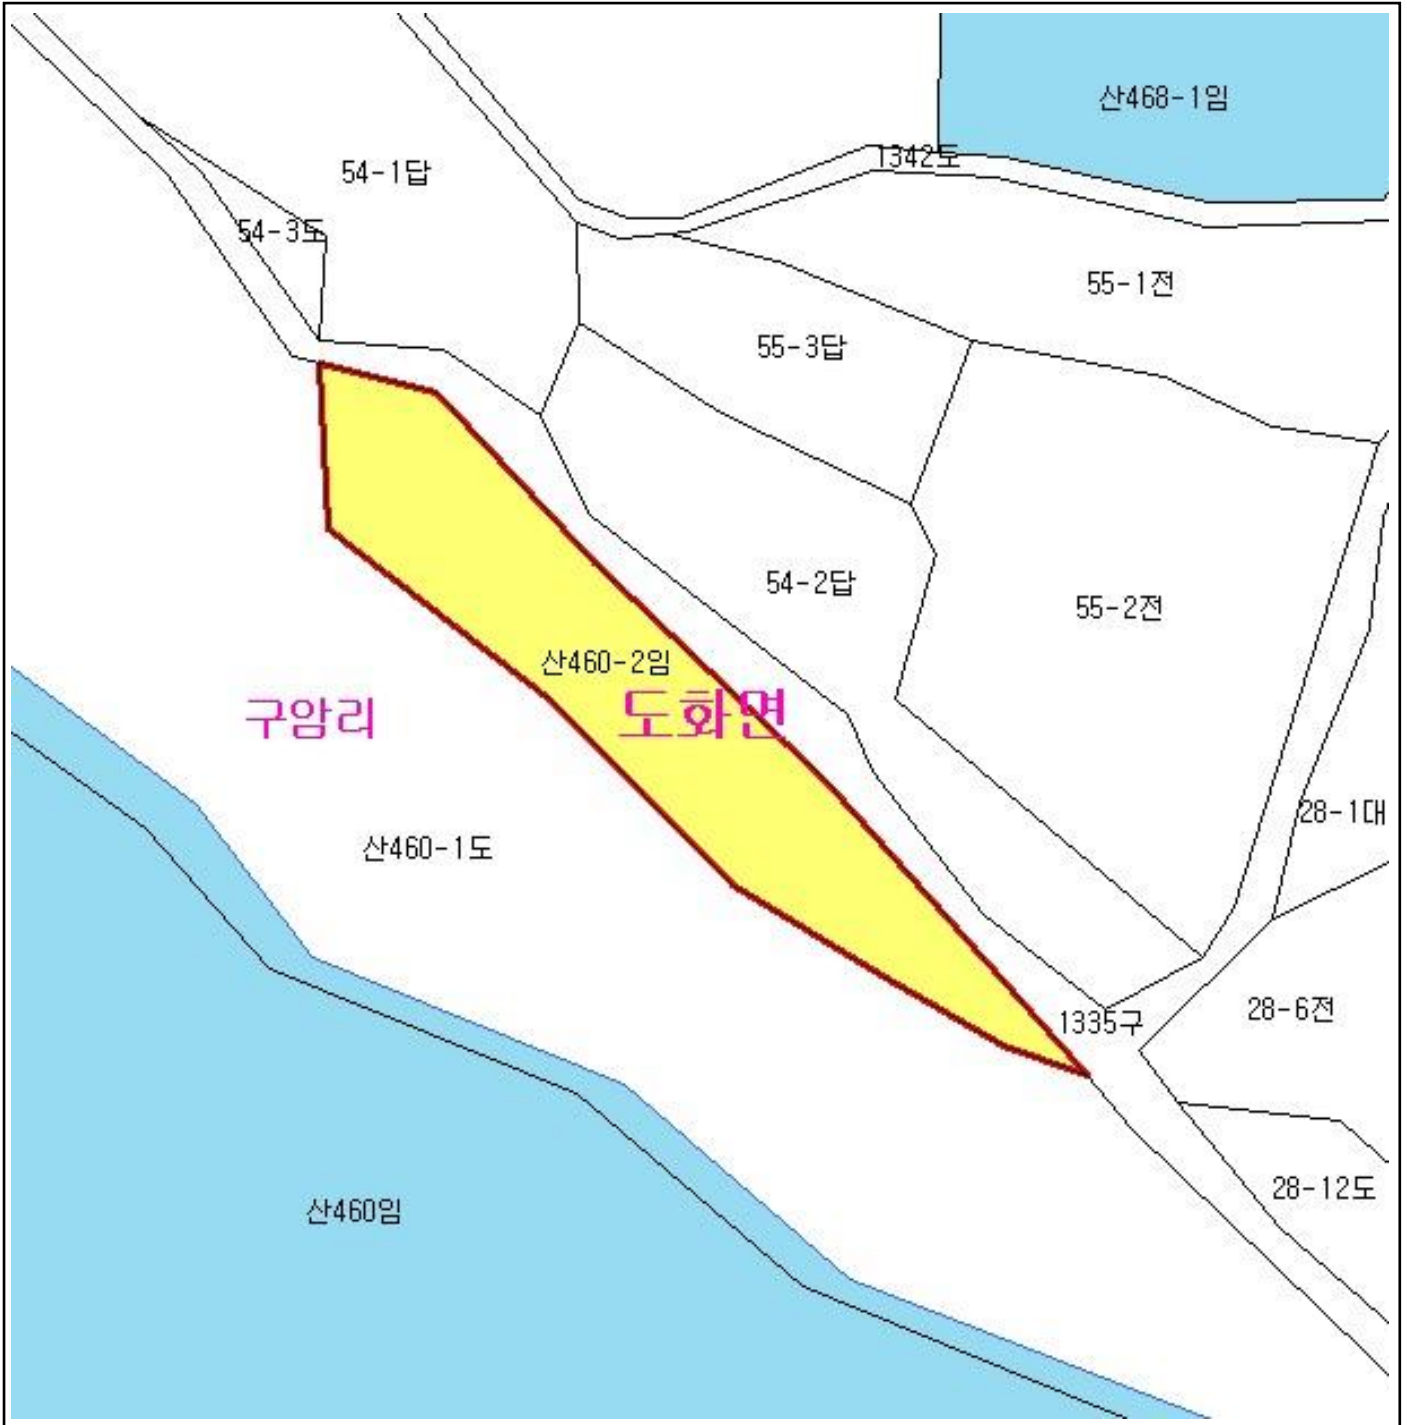 산468-1임
1342도
54-1답
54-3도
55-1전
55-3답
54-2답
55-2전
산460-2임
구암리
도화면
28-1대
산460-1도
28-6전
1335구
28-12도
산460임